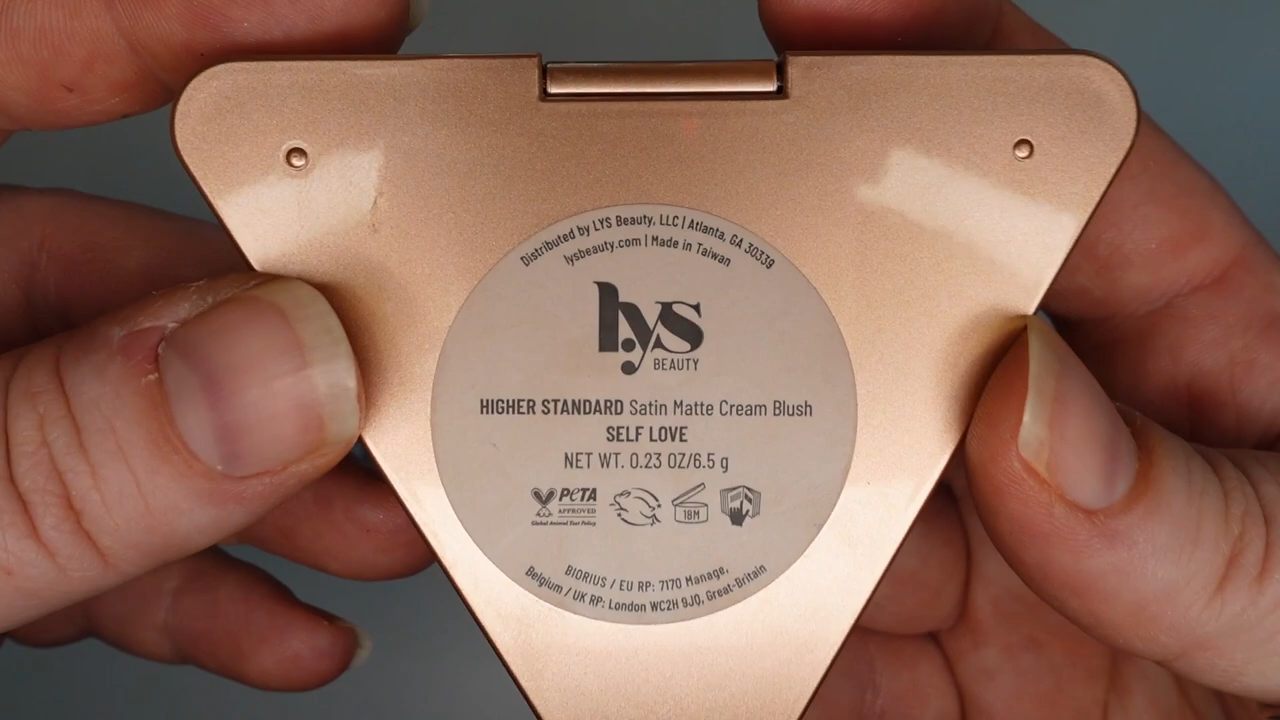 Distributed by LYS Beauty, LLC | Atlanta, GA 30339
lysbeauty.com | Made in Taiwan
lys
BEAUTY
HIGHER STANDARD Satin Matte Cream Blush
SELF LOVE
NET WT. 0.23 OZ/6.5 g
PETA
APPROVED
Global Animal Test Policy
18M
BIORIUS / EU RP: 7170 Manage,
Belgium / UK RP: London WC2H 9JQ, Great-Britain